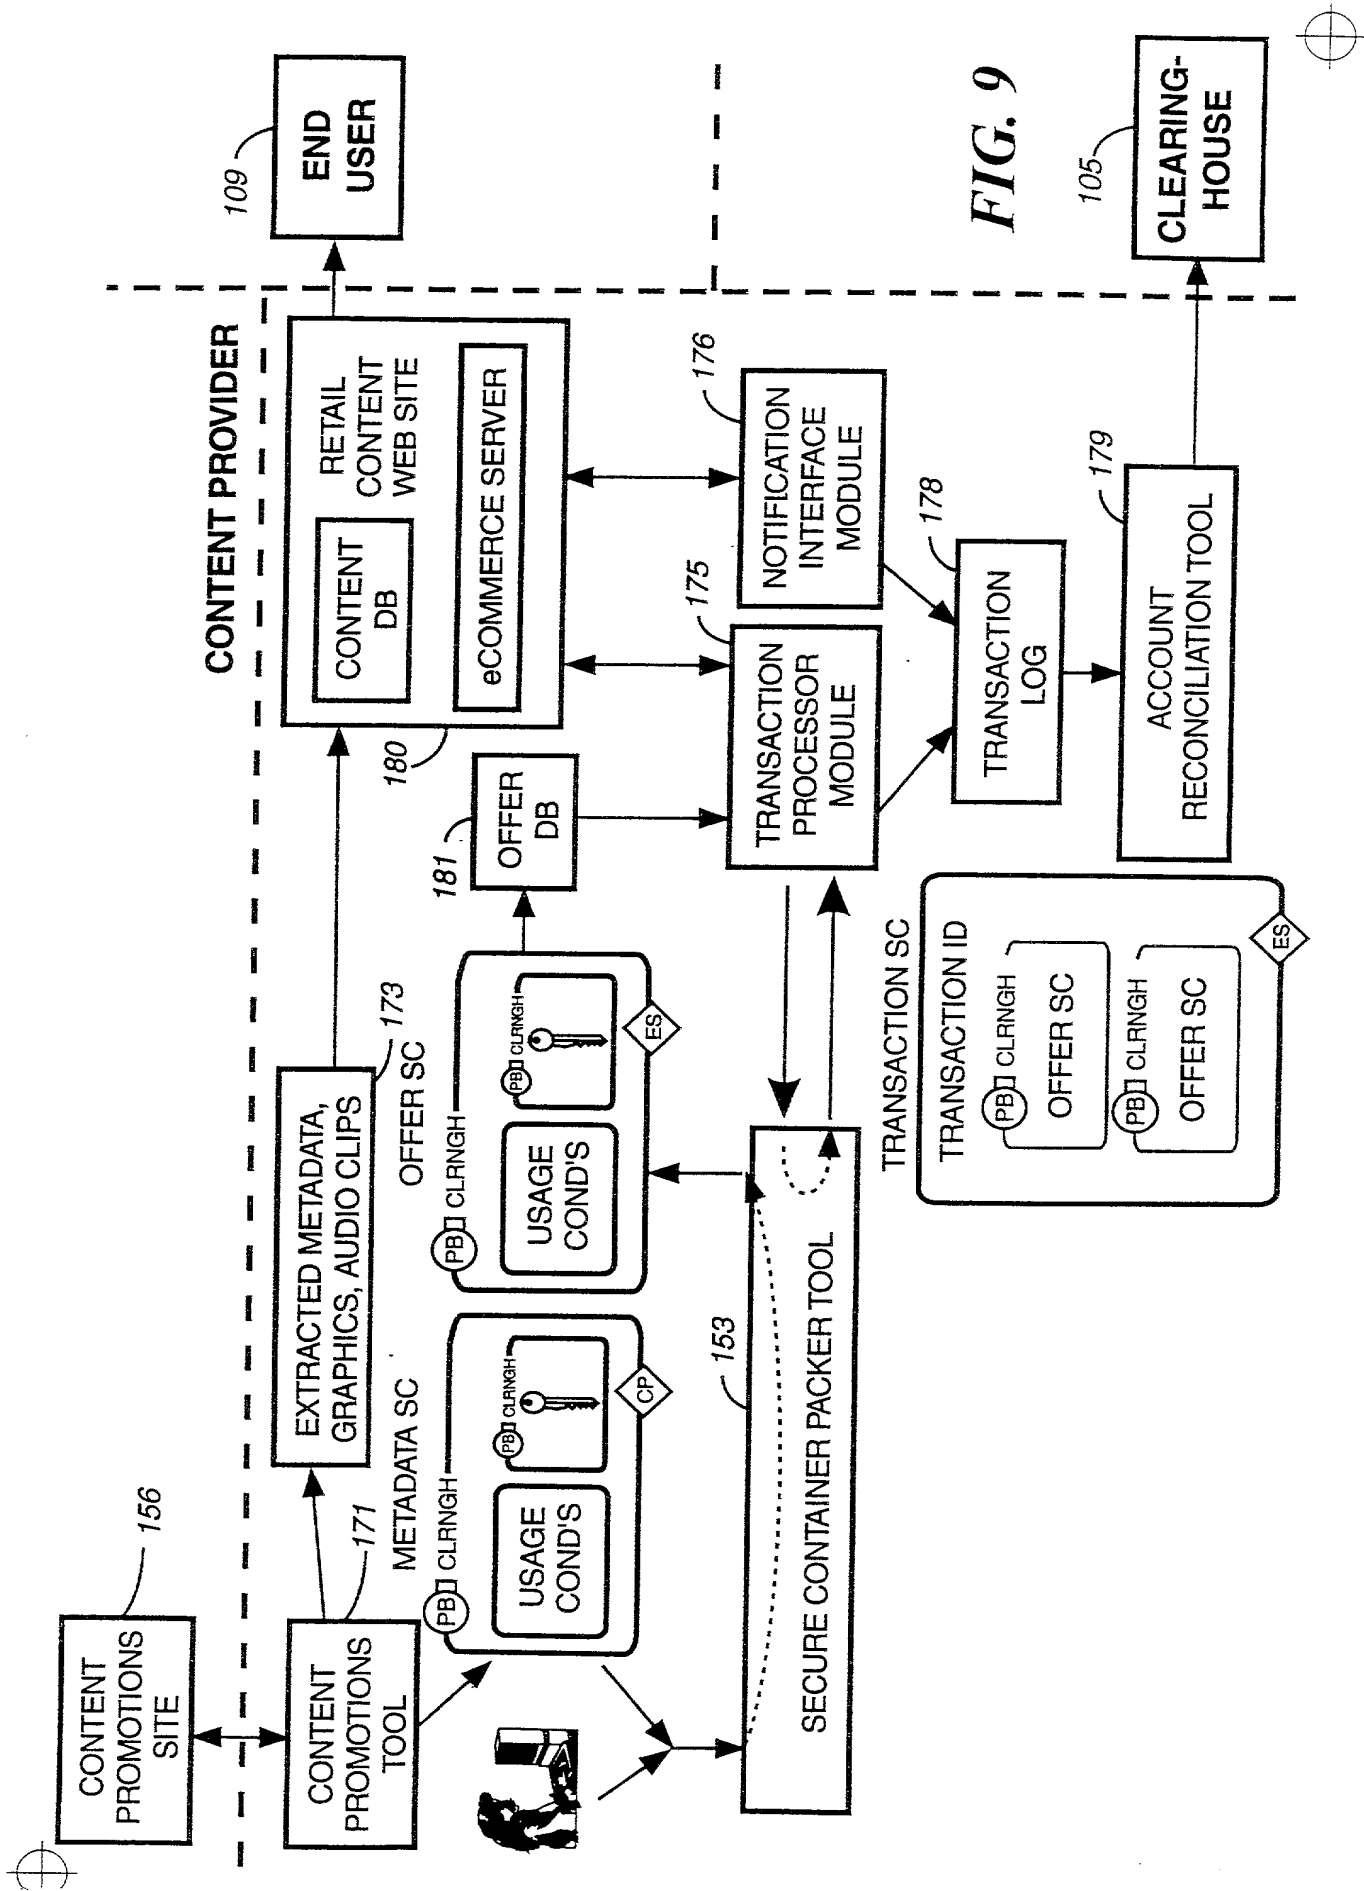 CONTENT
PROMOTIONS
SITE
156
CONTENT PROVIDER
CONTENT
PROMOTIONS
TOOL
171
EXTRACTED METADATA,
GRAPHICS, AUDIO CLIPS
173
RETAIL
CONTENT
WEB SITE
CONTENT
DB
eCOMMERCE SERVER
180
END
USER
109
METADATA SC
PB CLRNGH
USAGE
COND'S
PB CLRNGH
CP
OFFER SC
PB CLRNGH
USAGE
COND'S
PB CLRNGH
ES
OFFER
DB
181
153
SECURE CONTAINER PACKER TOOL
TRANSACTION
PROCESSOR
MODULE
175
NOTIFICATION
INTERFACE
MODULE
176
TRANSACTION SC
TRANSACTION ID
PB CLRNGH
OFFER SC
PB CLRNGH
OFFER SC
ES
TRANSACTION
LOG
178
ACCOUNT
RECONCILIATION TOOL
179
CLEARING-
HOUSE
105
FIG. 9